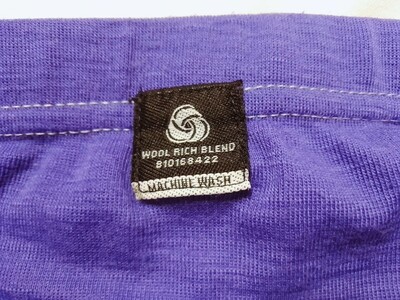 WOOL RICH BLEND
810168422
MACHINE WASH